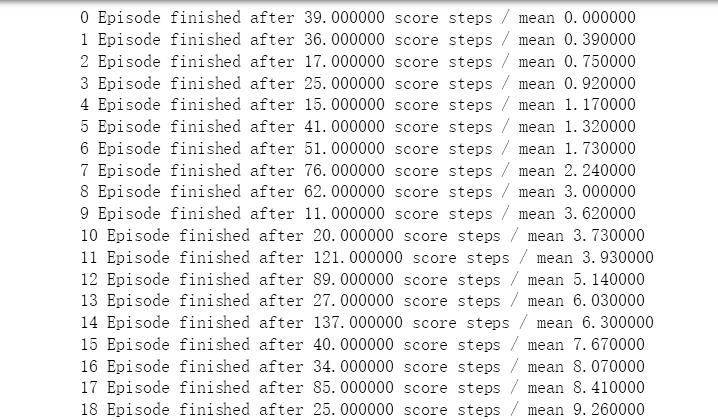 0 Episode finished after 39.000000 score steps / mean 0.000000
1 Episode finished after 36.000000 score steps / mean 0.390000
2 Episode finished after 17.000000 score steps / mean 0.750000
3 Episode finished after 25.000000 score steps / mean 0.920000
4 Episode finished after 15.000000 score steps / mean 1.170000
5 Episode finished after 41.000000 score steps / mean 1.320000
6 Episode finished after 51.000000 score steps / mean 1.730000
7 Episode finished after 76.000000 score steps / mean 2.240000
8 Episode finished after 62.000000 score steps / mean 3.000000
9 Episode finished after 11.000000 score steps / mean 3.620000
10 Episode finished after 20.000000 score steps / mean 3.730000
11 Episode finished after 121.000000 score steps / mean 3.930000
12 Episode finished after 89.000000 score steps / mean 5.140000
13 Episode finished after 27.000000 score steps / mean 6.030000
14 Episode finished after 137.000000 score steps / mean 6.300000
15 Episode finished after 40.000000 score steps / mean 7.670000
16 Episode finished after 34.000000 score steps / mean 8.070000
17 Episode finished after 85.000000 score steps / mean 8.410000
18 Episode finished after 25.000000 score steps / mean 9.260000